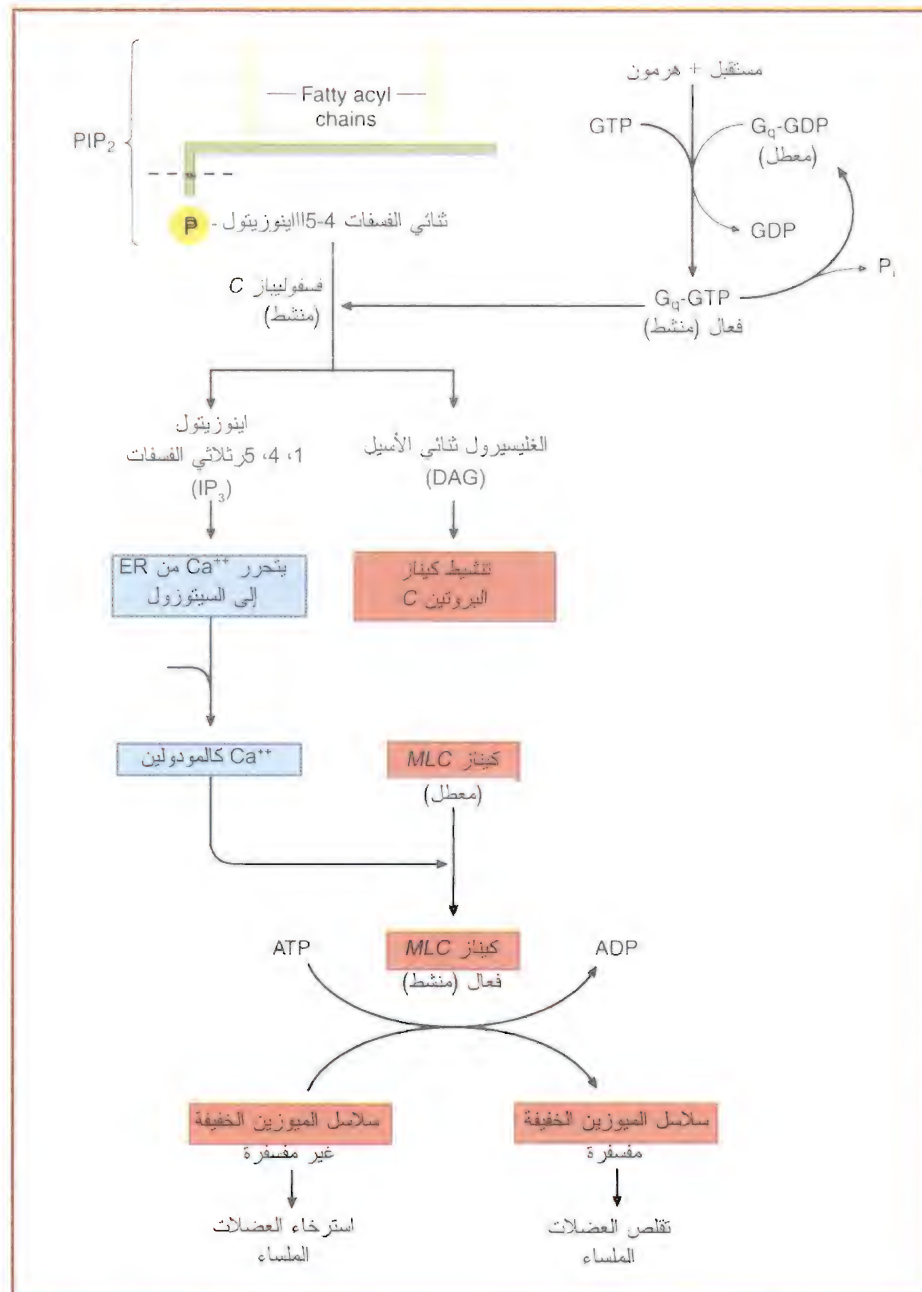 مستقبل + هرمون
Fatty acyl
chains
PIP₂
GTP
Gq-GDP
(معطل)
P
ثنائي الفسفات 4-5ااااينوزيتول -
GDP
Pᵢ
فسفوليباز C
(منشط)
Gq-GTP
فعال (منشط)
اينوزيتول
1، 4، 5رثلاثي الفسفات
(IP₃)
الغليسيرول ثنائي الأسيل
(DAG)
يتحرر Ca⁺⁺ من ER
إلى السيتوزول
تنشيط كيناز
البروتين C
Ca⁺⁺ كالمودولين
كيناز MLC
(معطل)
ATP
كيناز MLC
فعال (منشط)
ADP
سلاسل الميوزين الخفيفة
غير مفسفرة
سلاسل الميوزين الخفيفة
مفسفرة
استرخاء العضلات
الملساء
تقلص العضلات
الملساء